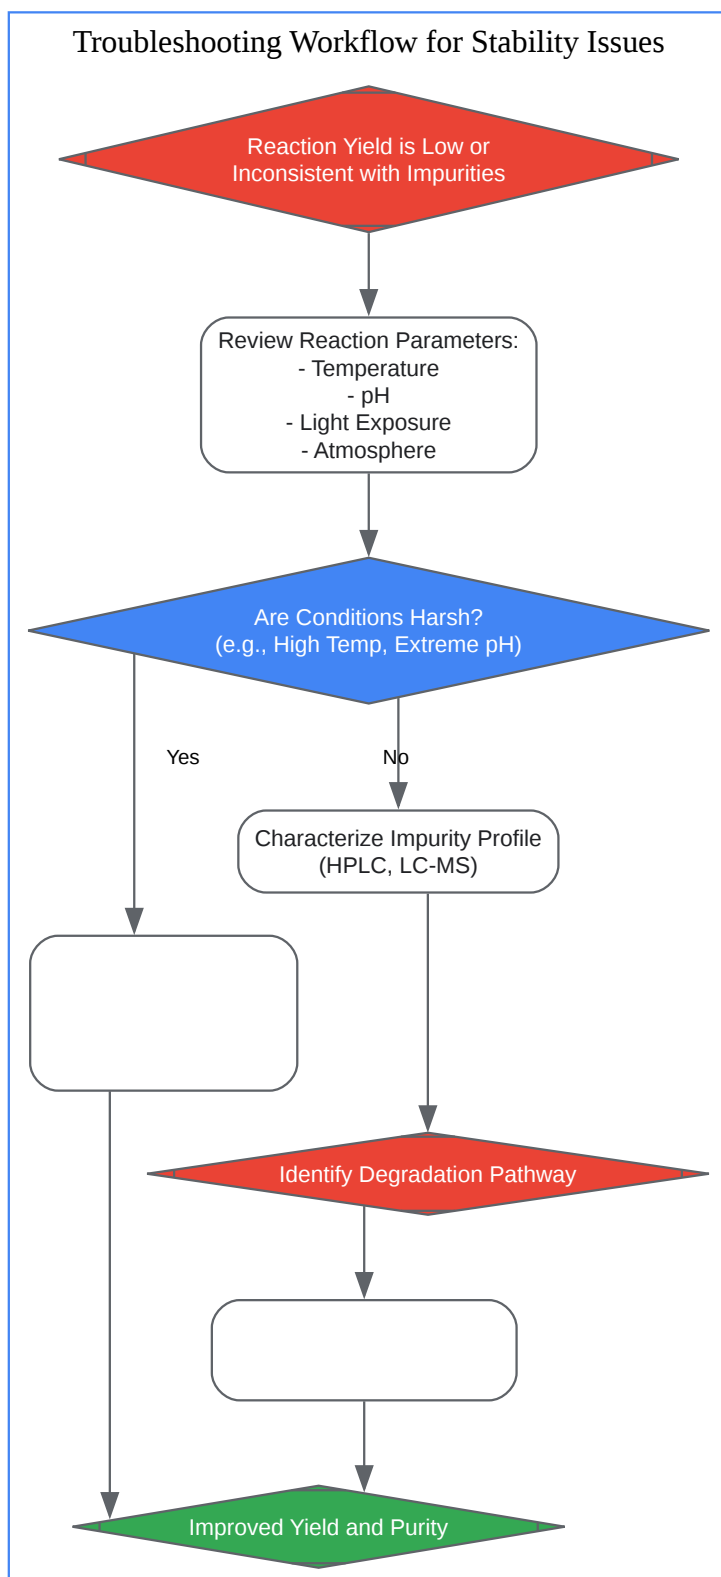 Troubleshooting Workflow for Stability Issues
Reaction Yield is Low or
Inconsistent with Impurities
Review Reaction Parameters:
- Temperature
- pH
- Light Exposure
- Atmosphere
Are Conditions Harsh?
(e.g., High Temp, Extreme pH)
Yes
No
Characterize Impurity Profile
(HPLC, LC-MS)
Identify Degradation Pathway
Improved Yield and Purity